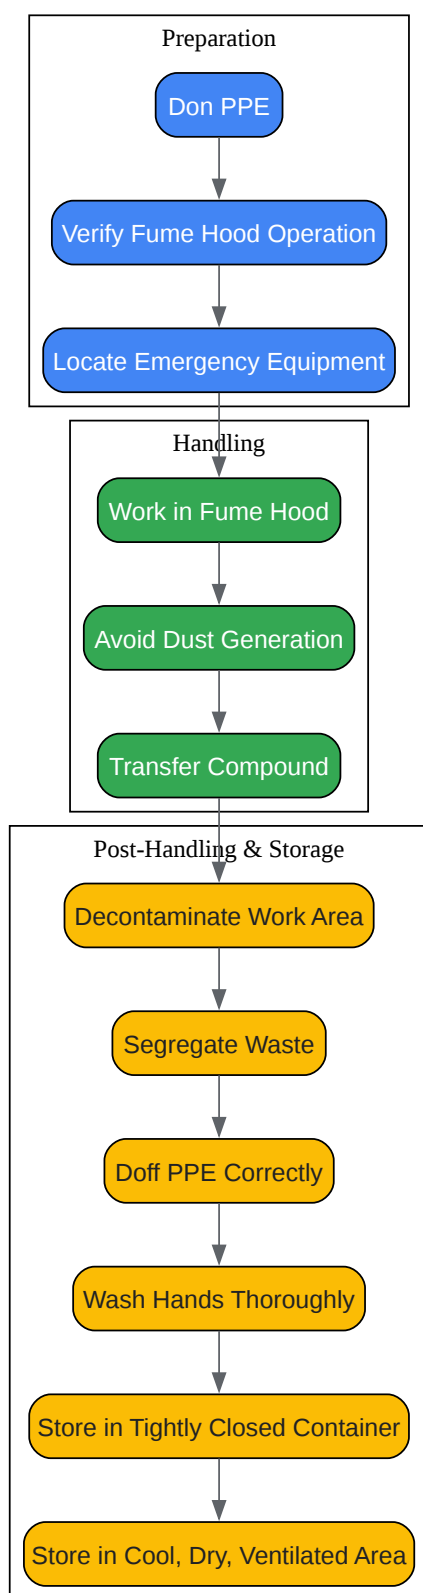 Preparation
Don PPE
Verify Fume Hood Operation
Locate Emergency Equipment
Handling
Work in Fume Hood
Avoid Dust Generation
Transfer Compound
Post-Handling & Storage
Decontaminate Work Area
Segregate Waste
Doff PPE Correctly
Wash Hands Thoroughly
Store in Tightly Closed Container
Store in Cool, Dry, Ventilated Area